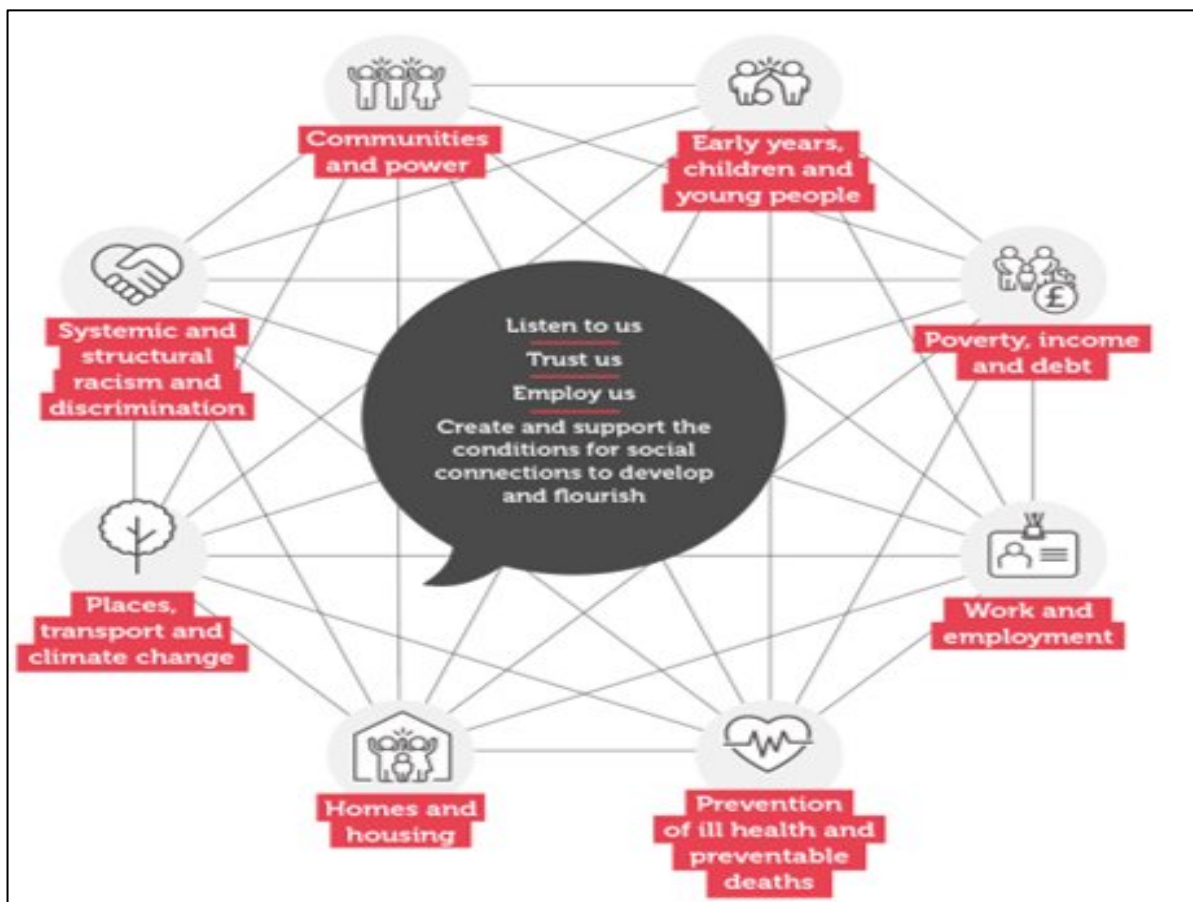 Communities
and power
Early years,
children and
young people
Systemic and
structural
racism and
discrimination
Listen to us
Trust us
Employ us
Create and support the
conditions for social
connections to develop
and flourish
£
Poverty, income
and debt
Places,
transport and
climate change
Work and
employment
Homes and
housing
Prevention
of ill health and
preventable
deaths